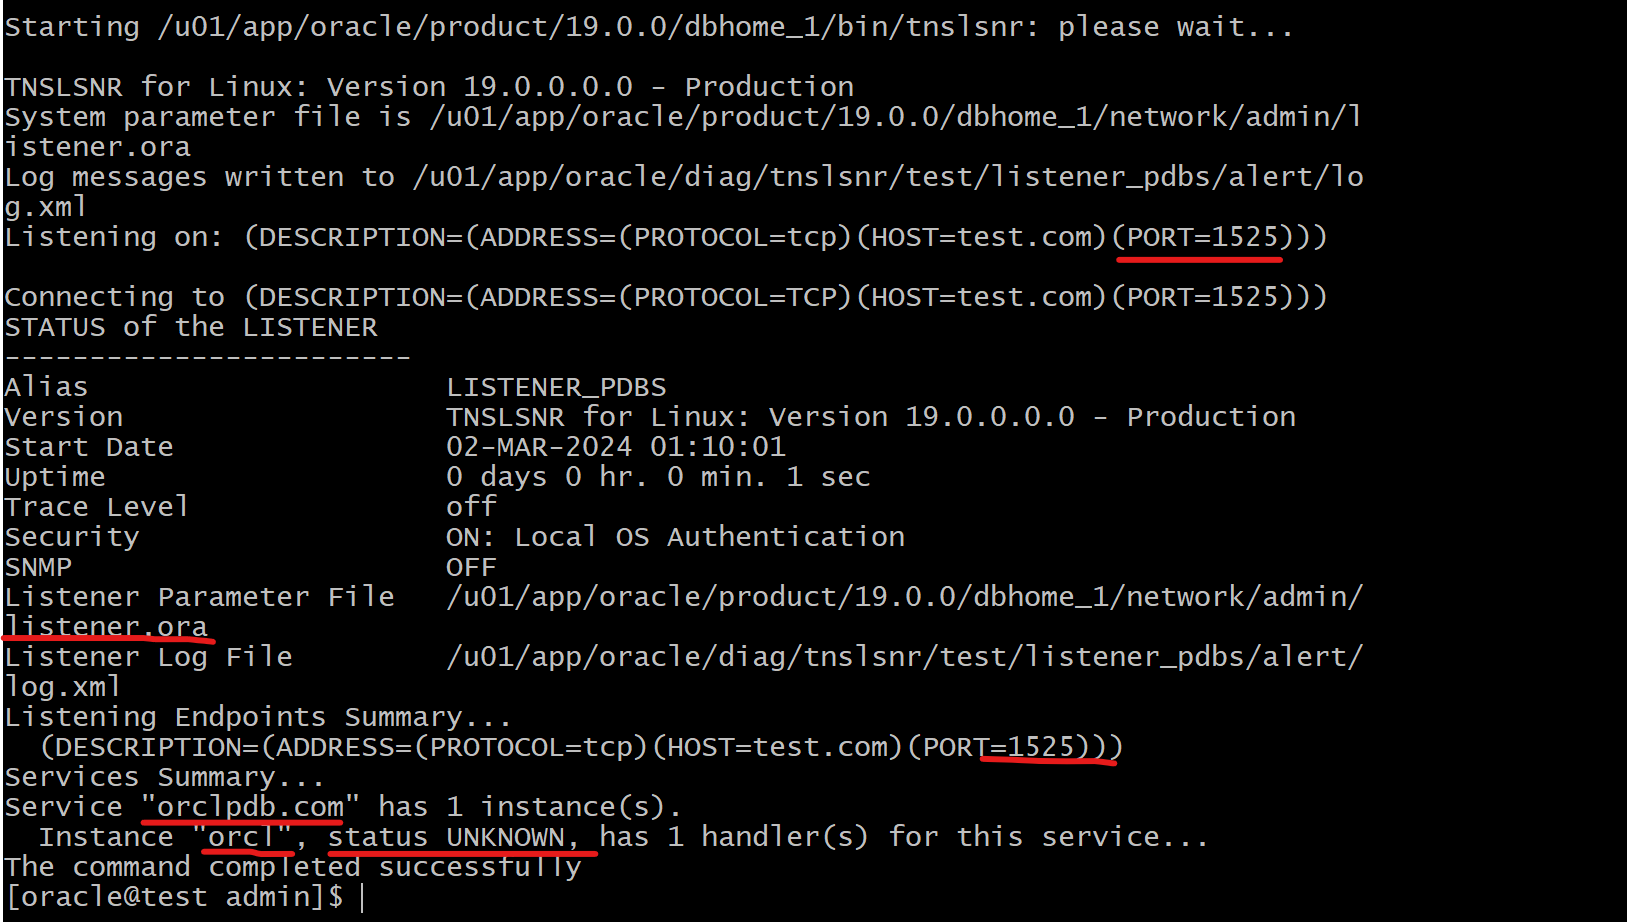 Starting /u01/app/oracle/product/19.0.0/dbhome_1/bin/tnslsnr: please wait...
TNSLSNR for Linux: Version 19.0.0.0.0 - Production
System parameter file is /u01/app/oracle/product/19.0.0/dbhome_1/network/admin/l
istener.ora
Log messages written to /u01/app/oracle/diag/tnslsnr/test/listener_pdbs/alert/lo
g.xml
Listening on: (DESCRIPTION=(ADDRESS=(PROTOCOL=tcp)(HOST=test.com)(PORT=1525)))
Connecting to (DESCRIPTION=(ADDRESS=(PROTOCOL=TCP)(HOST=test.com)(PORT=1525)))
STATUS of the LISTENER
------------------------
Alias                     LISTENER_PDBS
Version                   TNSLSNR for Linux: Version 19.0.0.0.0 - Production
Start Date                02-MAR-2024 01:10:01
Uptime                    0 days 0 hr. 0 min. 1 sec
Trace Level               off
Security                  ON: Local OS Authentication
SNMP                      OFF
Listener Parameter File   /u01/app/oracle/product/19.0.0/dbhome_1/network/admin/
listener.ora
Listener Log File         /u01/app/oracle/diag/tnslsnr/test/listener_pdbs/alert/
log.xml
Listening Endpoints Summary...
  (DESCRIPTION=(ADDRESS=(PROTOCOL=tcp)(HOST=test.com)(PORT=1525)))
Services Summary...
Service "orclpdb.com" has 1 instance(s).
  Instance "orcl", status UNKNOWN, has 1 handler(s) for this service...
The command completed successfully
[oracle@test admin]$